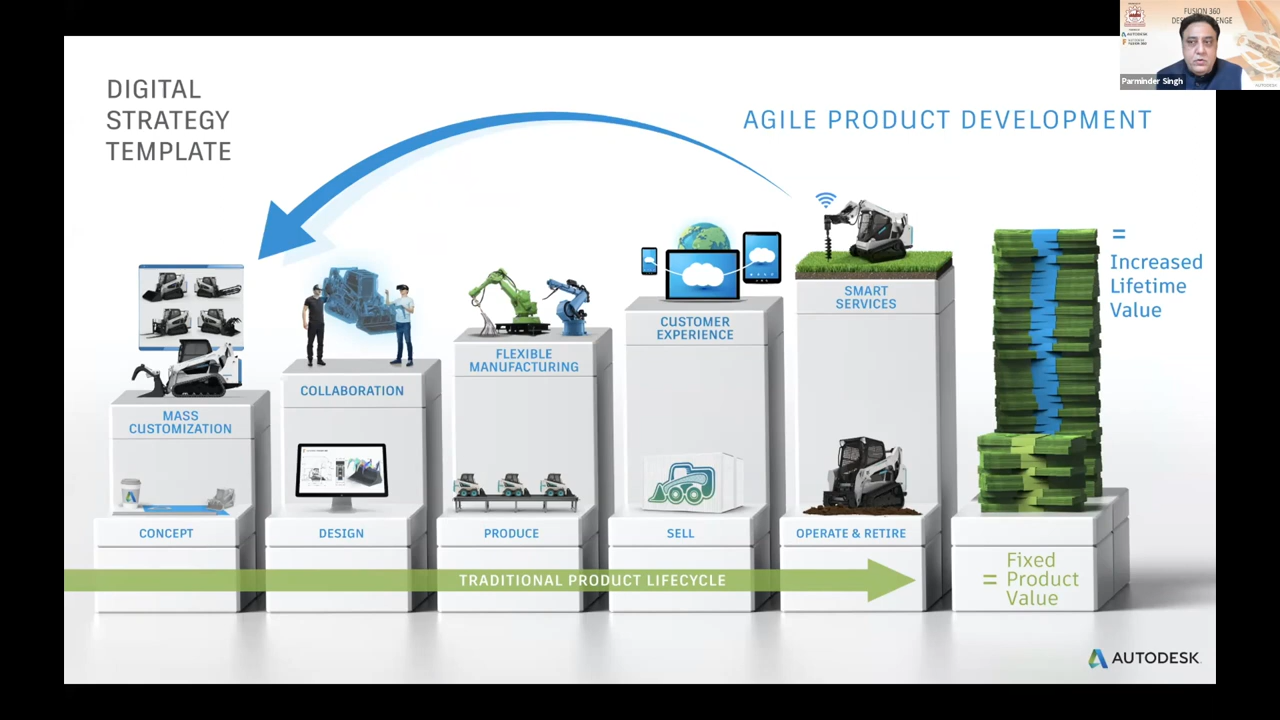 DIGITAL
STRATEGY
TEMPLATE
AGILE PRODUCT DEVELOPMENT
FUSION 360
Parminder Singh
AUTODESK
=
Increased
Lifetime
Value
SMART
SERVICES
CUSTOMER
EXPERIENCE
FLEXIBLE
MANUFACTURING
COLLABORATION
MASS
CUSTOMIZATION
CONCEPT
DESIGN
PRODUCE
SELL
OPERATE & RETIRE
TRADITIONAL PRODUCT LIFECYCLE
= Fixed
Product
Value
AUTODESK